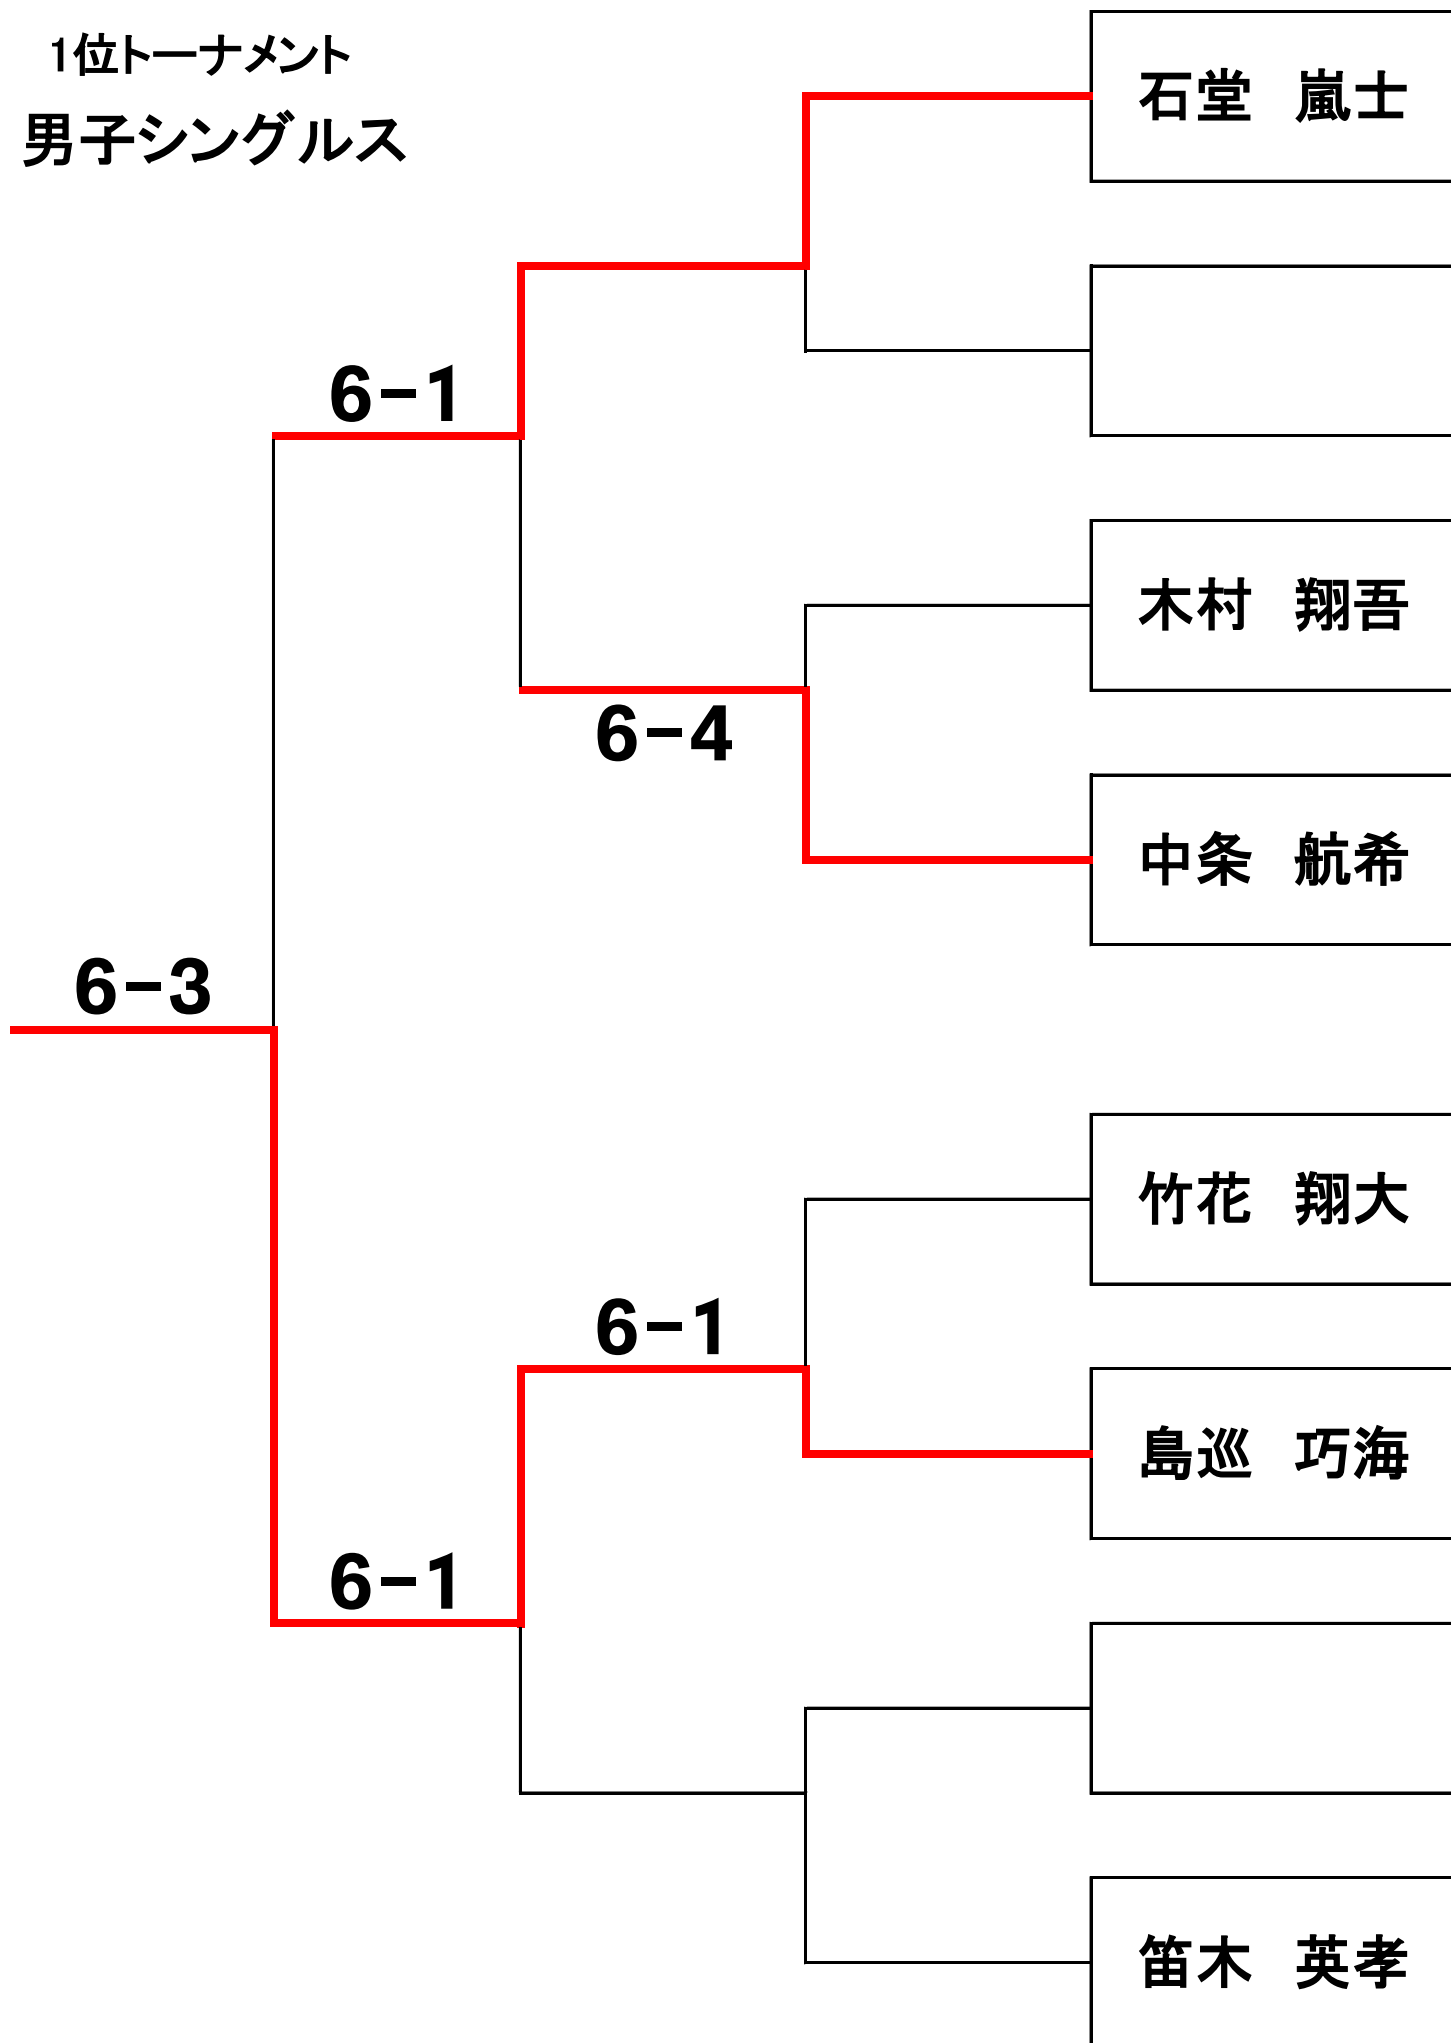 1位トーナメント
男子シングルス
石堂　嵐士
6-1
木村　翔吾
6-4
中条　航希
6-3
竹花　翔大
6-1
島巡　巧海
6-1
笛木　英孝